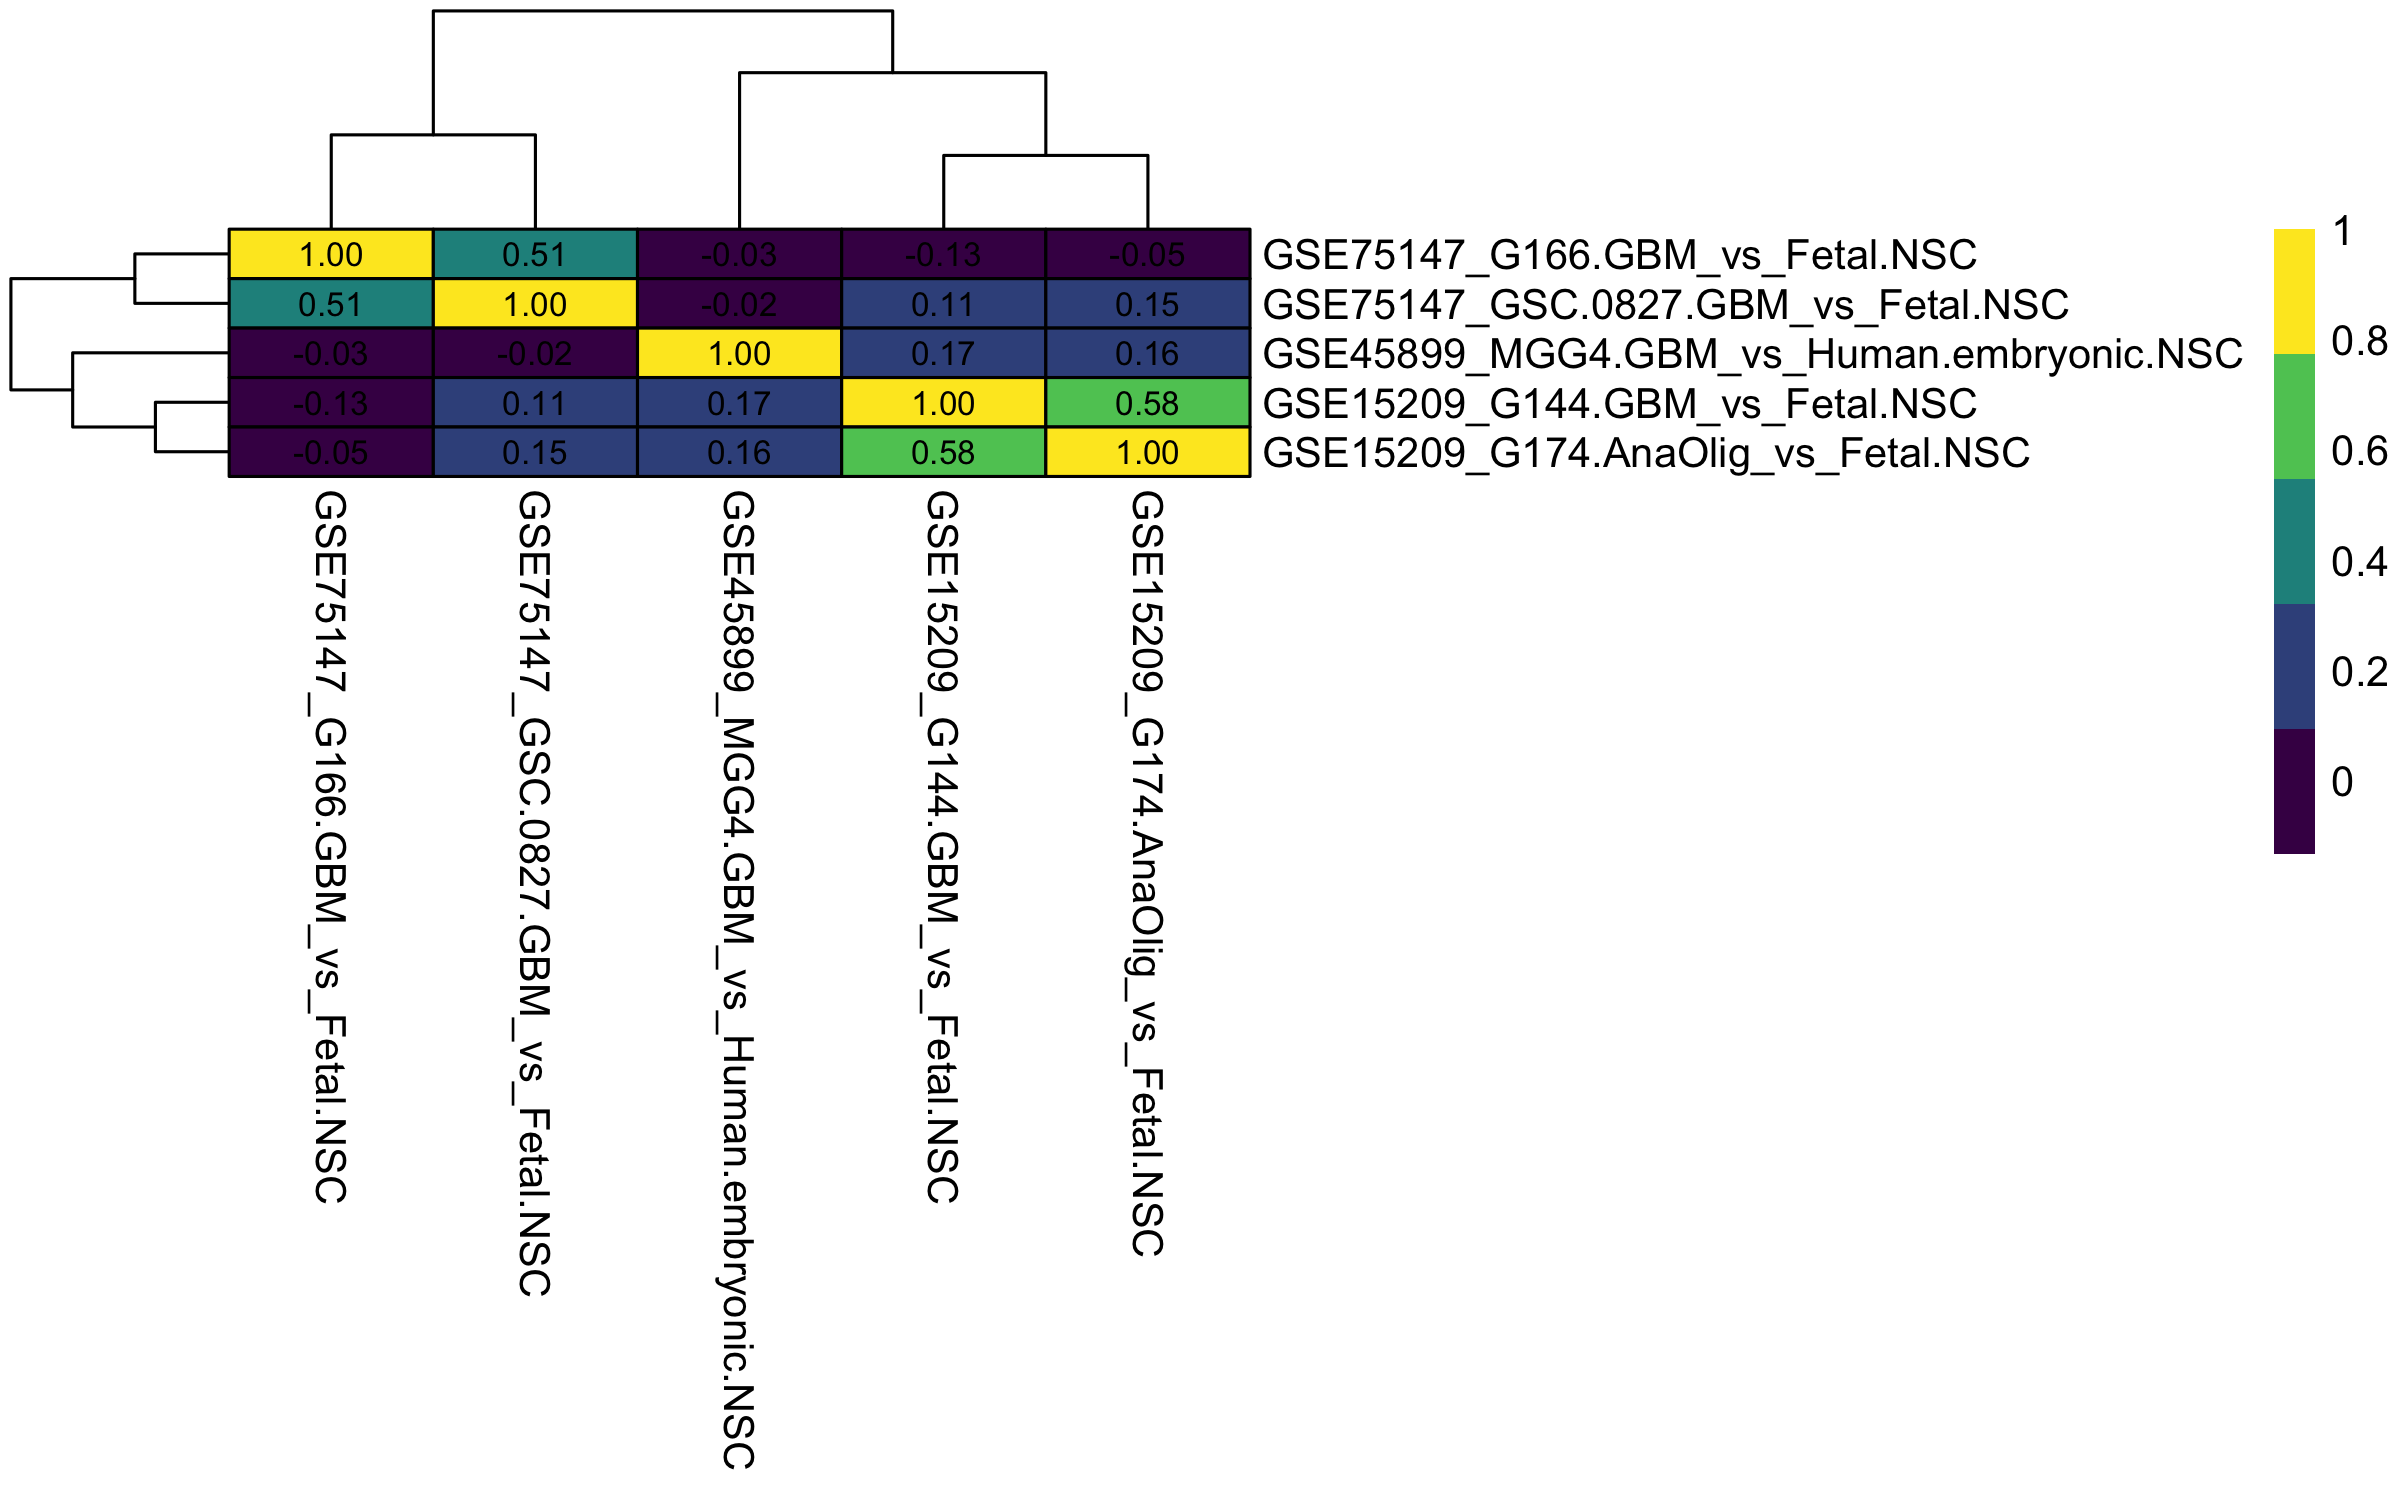 1.00 0.51 -0.03 -0.13 -0.05 GSE75147_G166.GBM_vs_Fetal.NSC
0.51 1.00 -0.02 0.11 0.15 GSE75147_GSC.0827.GBM_vs_Fetal.NSC
-0.03 -0.02 1.00 0.17 0.16 GSE45899_MGG4.GBM_vs_Human.embryonic.NSC
-0.13 0.11 0.17 1.00 0.58 GSE15209_G144.GBM_vs_Fetal.NSC
-0.05 0.15 0.16 0.58 1.00 GSE15209_G174.AnaOlig_vs_Fetal.NSC
GSE75147_G166.GBM_vs_Fetal.NSC
GSE75147_GSC.0827.GBM_vs_Fetal.NSC
GSE45899_MGG4.GBM_vs_Human.embryonic.NSC
GSE15209_G144.GBM_vs_Fetal.NSC
GSE15209_G174.AnaOlig_vs_Fetal.NSC
1
0.8
0.6
0.4
0.2
0